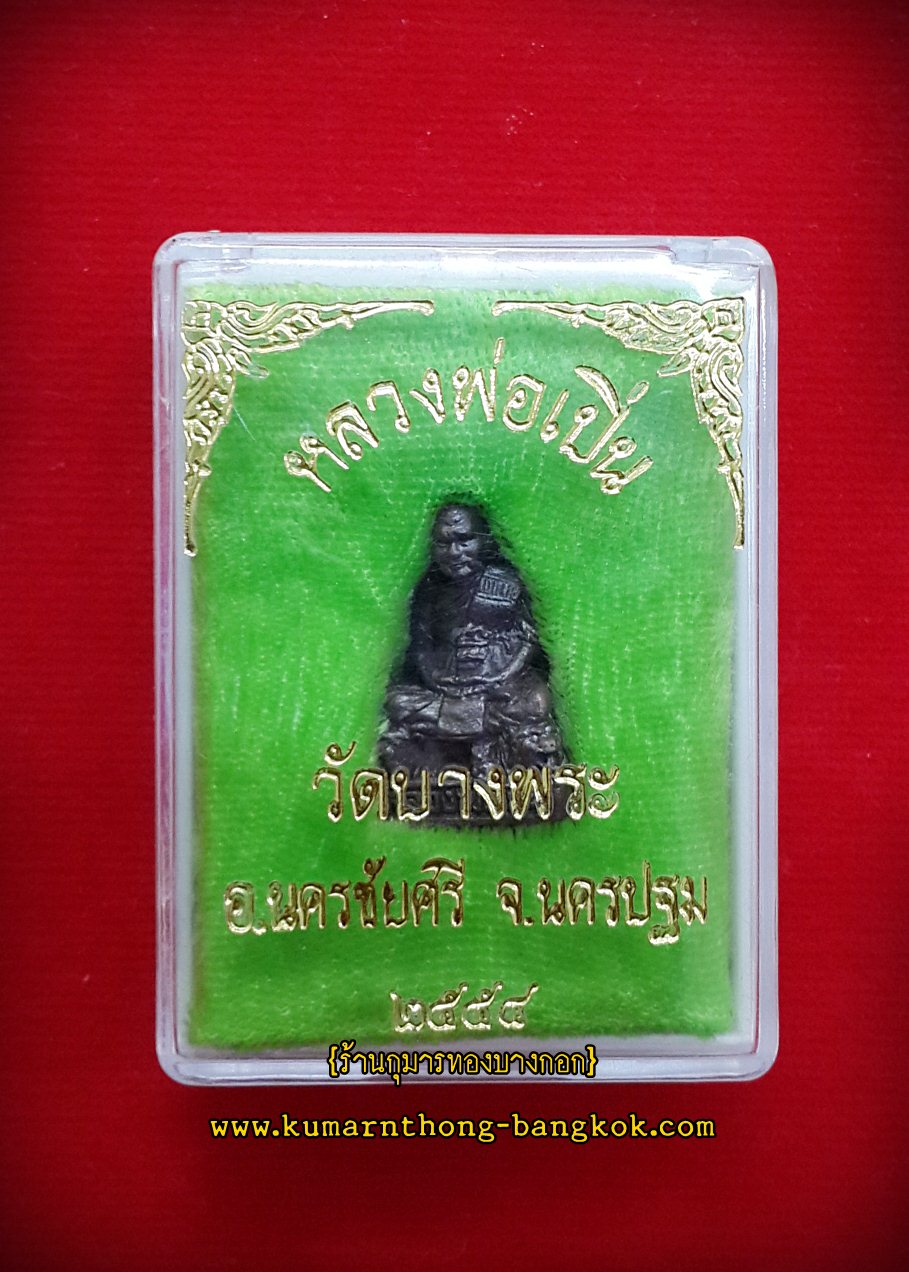 หลวงพ่อเปิ่น
วัดบางพระ
อ.นครชัยศรี จ.นครปฐม
๒๕๕๔
{ร้านกุมารทองบางกอก}
www.kumarnthong-bangkok.com